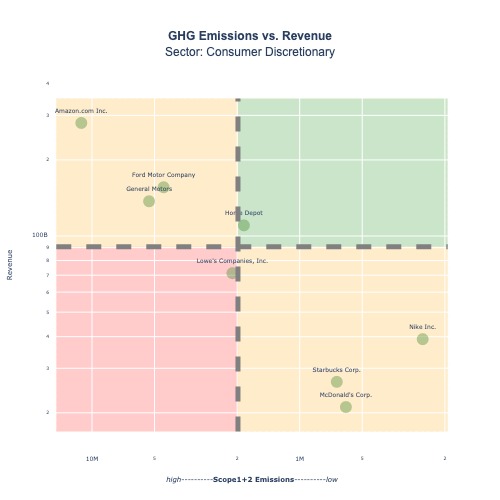 GHG Emissions vs. Revenue
Sector: Consumer Discretionary
4
Amazon.com Inc.
3
2
Ford Motor Company
General Motors
Home Depot
100B
9
Lowe's Companies, Inc.
8
7
6
5
Nike Inc.
4
3
Starbucks Corp.
McDonald's Corp.
2
Revenue
10M 5 2 1M 5 2
high----------Scope1+2 Emissions----------low